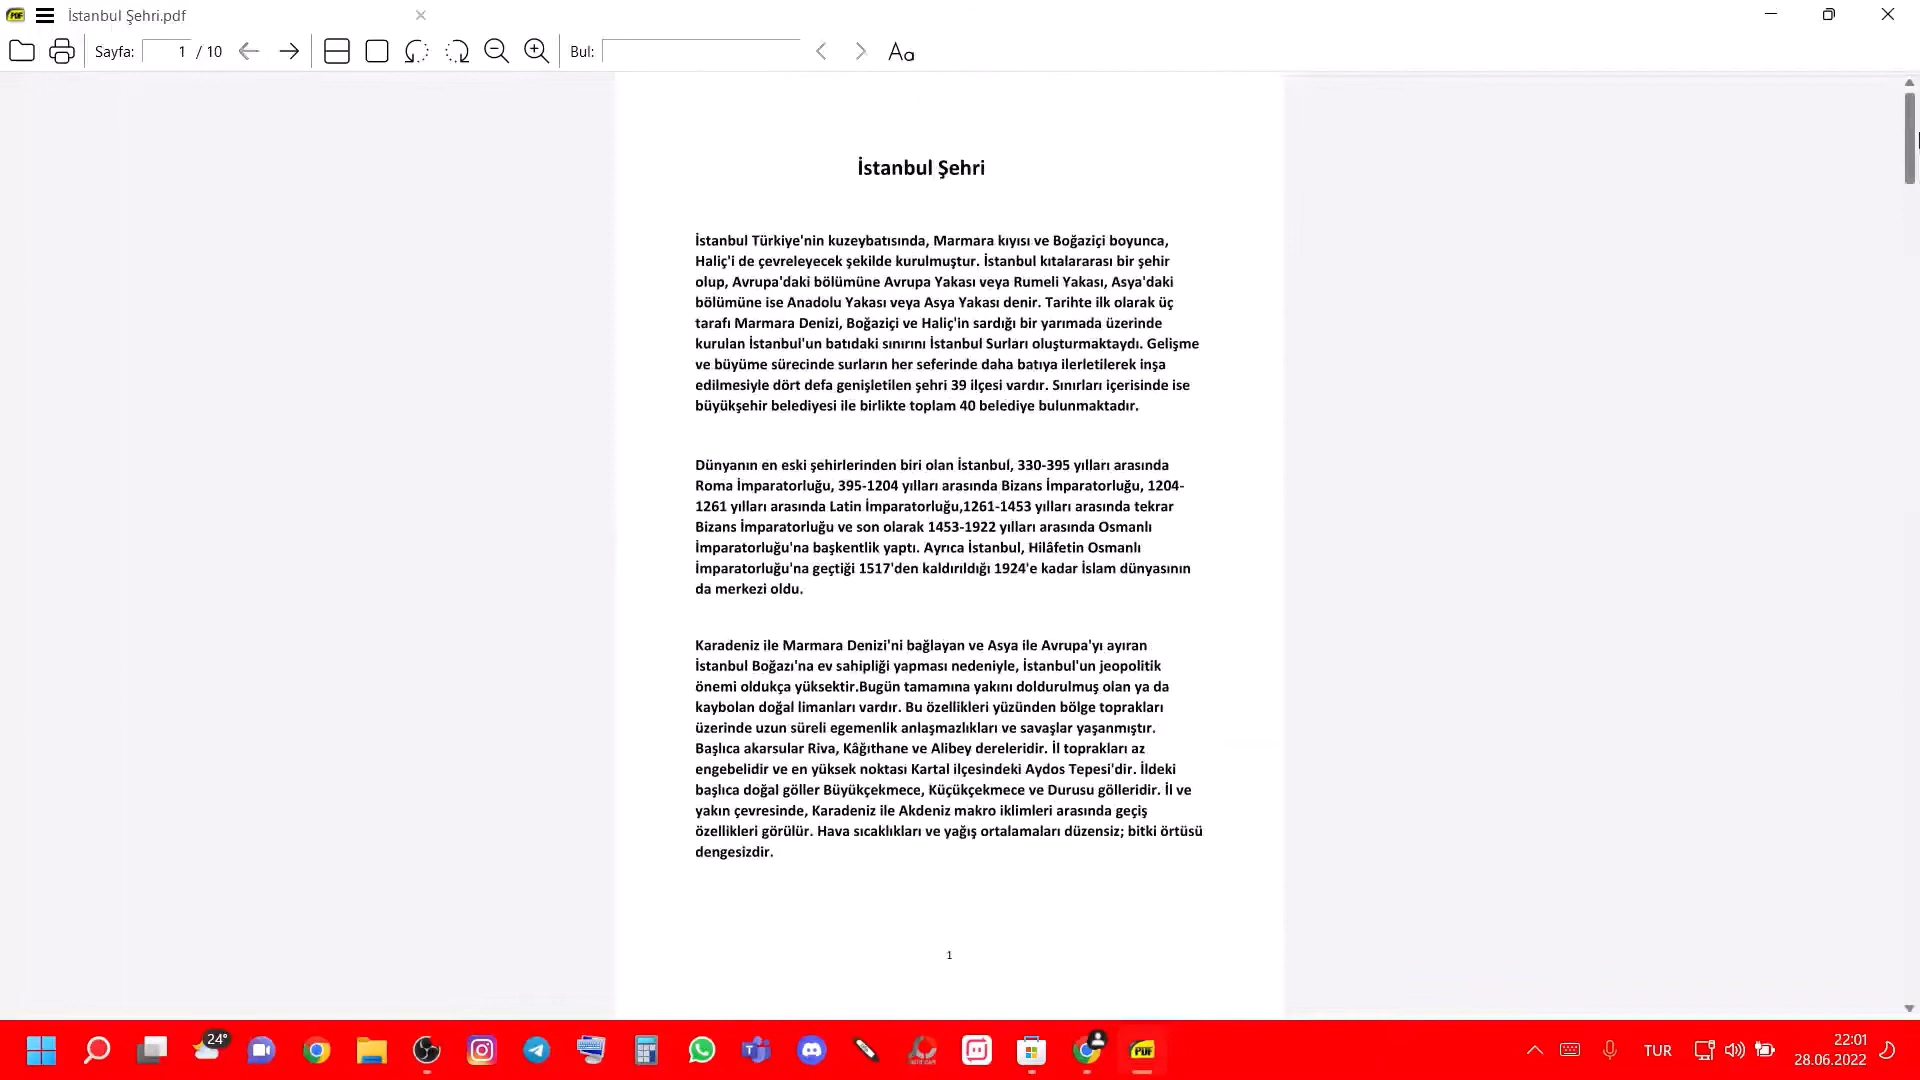 İstanbul Şehri.pdf
Sayfa: 1 / 10 Bul: Aa
İstanbul Şehri
İstanbul Türkiye'nin kuzeybatısında, Marmara kıyısı ve Boğaziçi boyunca,
Haliç'i de çevreleyecek şekilde kurulmuştur. İstanbul kıtalararası bir şehir
olup, Avrupa'daki bölümüne Avrupa Yakası veya Rumeli Yakası, Asya'daki
bölümüne ise Anadolu Yakası veya Asya Yakası denir. Tarihte ilk olarak üç
tarafı Marmara Denizi, Boğaziçi ve Haliç'in sardığı bir yarımada üzerinde
kurulan İstanbul'un batıdaki sınırını İstanbul Surları oluşturmaktaydı. Gelişme
ve büyüme sürecinde surların her seferinde daha batıya ilerletilerek inşa
edilmesiyle dört defa genişletilen şehri 39 ilçesi vardır. Sınırları içerisinde ise
büyükşehir belediyesi ile birlikte toplam 40 belediye bulunmaktadır.
Dünyanın en eski şehirlerinden biri olan İstanbul, 330-395 yılları arasında
Roma İmparatorluğu, 395-1204 yılları arasında Bizans İmparatorluğu, 1204-
1261 yılları arasında Latin İmparatorluğu,1261-1453 yılları arasında tekrar
Bizans İmparatorluğu ve son olarak 1453-1922 yılları arasında Osmanlı
İmparatorluğu'na başkentlik yaptı. Ayrıca İstanbul, Hilâfetin Osmanlı
İmparatorluğu'na geçtiği 1517'den kaldırıldığı 1924'e kadar İslam dünyasının
da merkezi oldu.
Karadeniz ile Marmara Denizi'ni bağlayan ve Asya ile Avrupa'yı ayıran
İstanbul Boğazı'na ev sahipliği yapması nedeniyle, İstanbul'un jeopolitik
önemi oldukça yüksektir.Bugün tamamına yakını doldurulmuş olan ya da
kaybolan doğal limanları vardır. Bu özellikleri yüzünden bölge toprakları
üzerinde uzun süreli egemenlik anlaşmazlıkları ve savaşlar yaşanmıştır.
Başlıca akarsular Riva, Kâğıthane ve Alibey dereleridir. İl toprakları az
engebelidir ve en yüksek noktası Kartal ilçesindeki Aydos Tepesi'dir. İldeki
başlıca doğal göller Büyükçekmece, Küçükçekmece ve Durusu gölleridir. İl ve
yakın çevresinde, Karadeniz ile Akdeniz makro iklimleri arasında geçiş
özellikleri görülür. Hava sıcaklıkları ve yağış ortalamaları düzensiz; bitki örtüsü
dengesizdir.
1
24°
PDF
TUR
22:01
28.06.2022